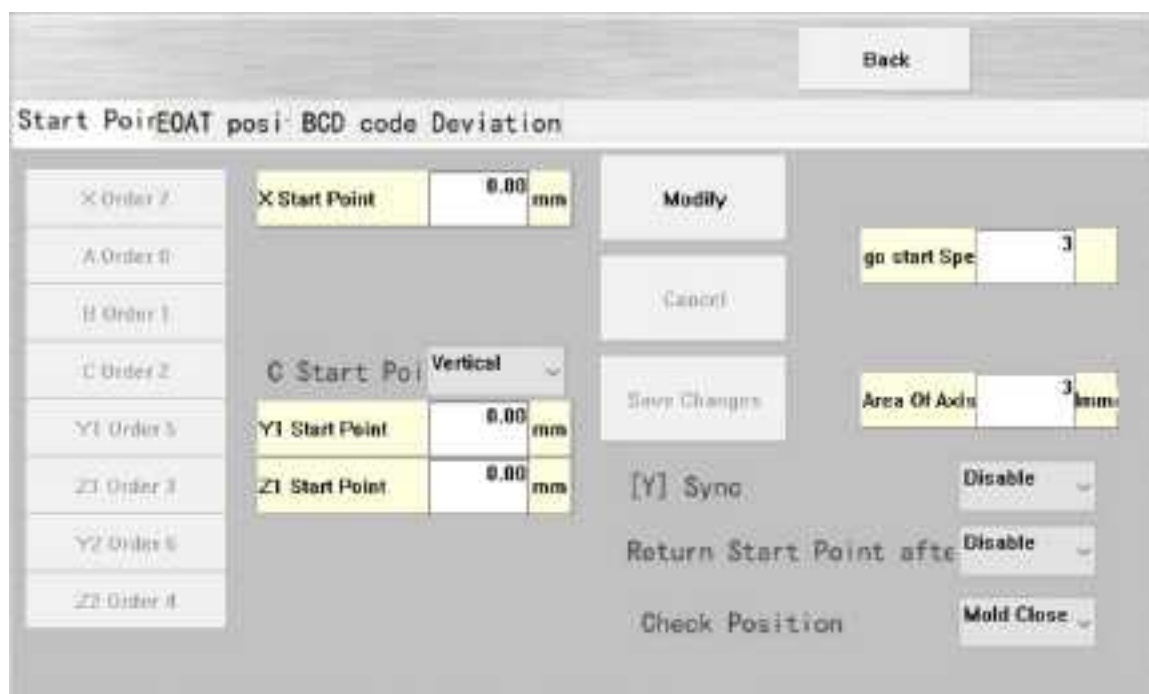 Back
Start Poir EOAT posi BCD code Deviation
X Order 7
X Start Point 0.00 mm
Modify
A Order 0
go start Spe 3
B Order 1
Cancel
C Order 2
C Start Poi Vertical
Save Changes
Area Of Axis 3
Y1 Order 5
Y1 Start Point 0.00 mm
Z1 Order 3
Z1 Start Point 0.00 mm
[Y] Sync Disable
Y2 Order 6
Return Start Point afte Disable
Z2 Order 4
Check Position Mold Close